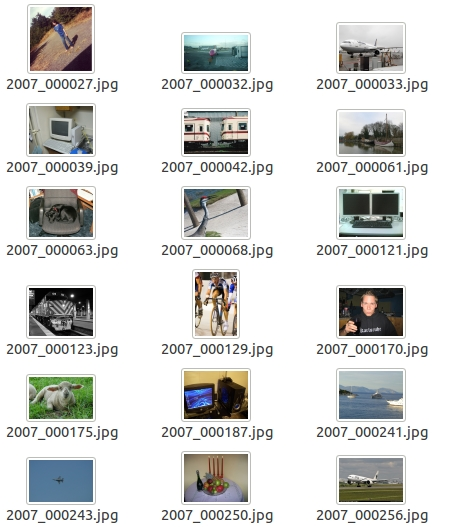 2007_000027.jpg 2007_000032.jpg 2007_000033.jpg
2007_000039.jpg 2007_000042.jpg 2007_000061.jpg
2007_000063.jpg 2007_000068.jpg 2007_000121.jpg
2007_000123.jpg 2007_000129.jpg 2007_000170.jpg
2007_000175.jpg 2007_000187.jpg 2007_000241.jpg
2007_000243.jpg 2007_000250.jpg 2007_000256.jpg